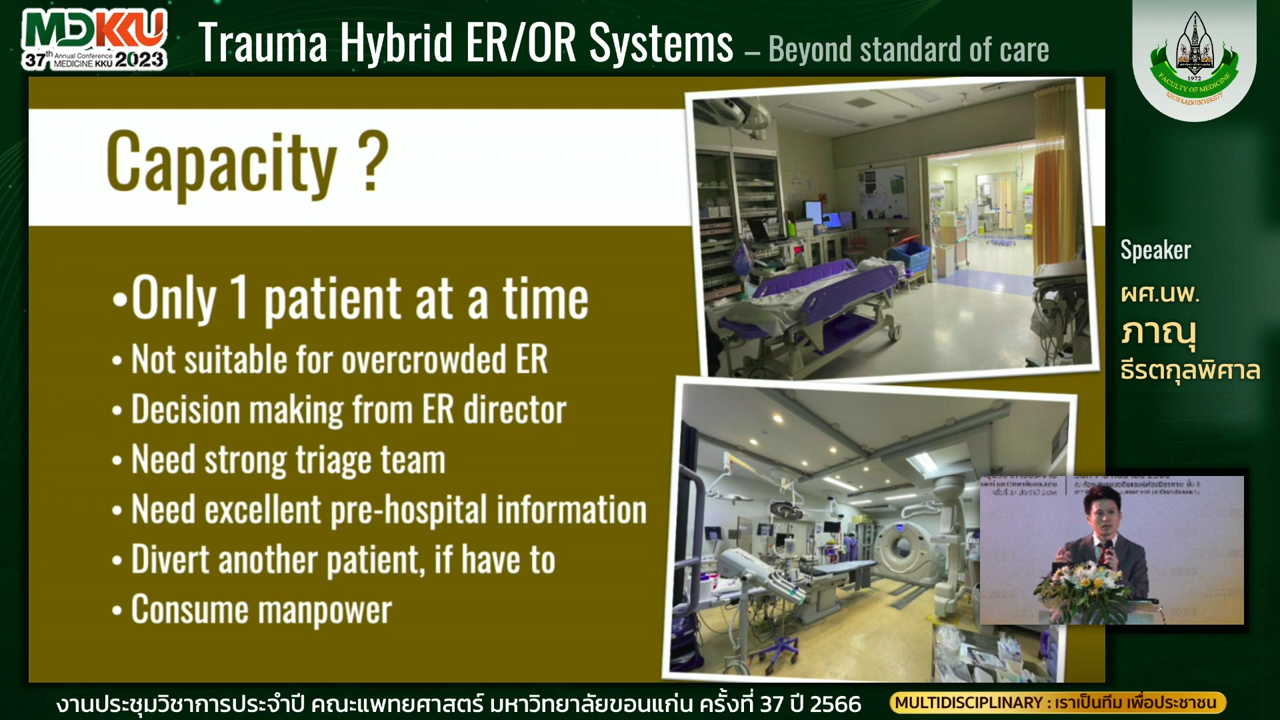 MDKKU
37th Annual Conference
MEDICINE KKU 2023
Trauma Hybrid ER/OR Systems – Beyond standard of care
1972
FACULTY OF MEDICINE
KHON KAEN UNIVERSITY
Capacity ?
•Only 1 patient at a time
• Not suitable for overcrowded ER
• Decision making from ER director
• Need strong triage team
• Need excellent pre-hospital information
• Divert another patient, if have to
• Consume manpower
Speaker
ผศ.นพ.
ภาณุ
ธีรตกุลพิศาล
งานประชุมวิชาการประจำปี คณะแพทยศาสตร์ มหาวิทยาลัยขอนแก่น ครั้งที่ 37 ปี 2566
MULTIDISCIPLINARY : เราเป็นทีม เพื่อประชาชน